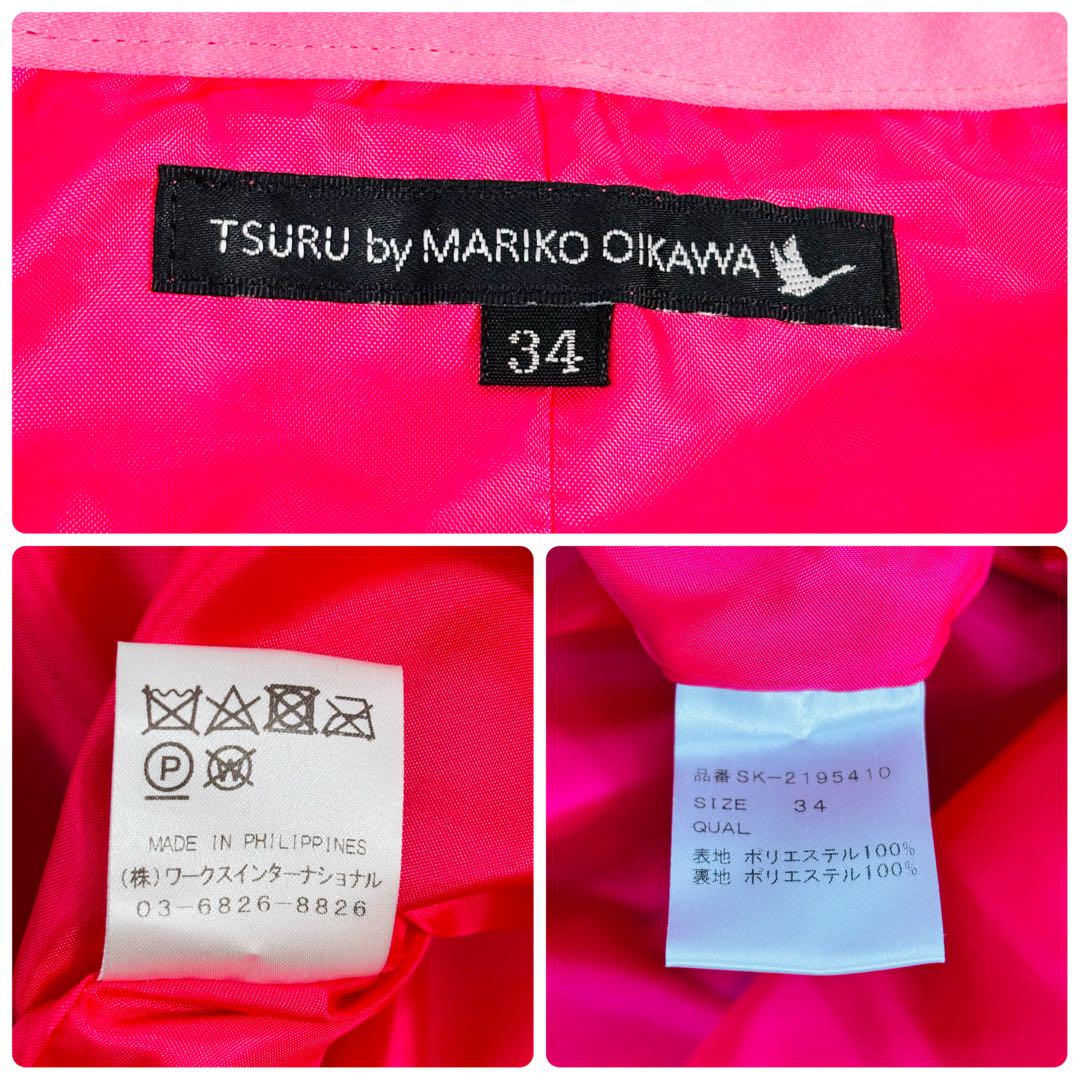 TSURU by MARIKO OIKAWA
34
P
W
MADE IN PHILIPPINES
(株)ワークスインターナショナル
03-6826-8826
品番 SK-2195410
SIZE 34
QUAL
表地 ポリエステル100%
裏地 ポリエステル100%